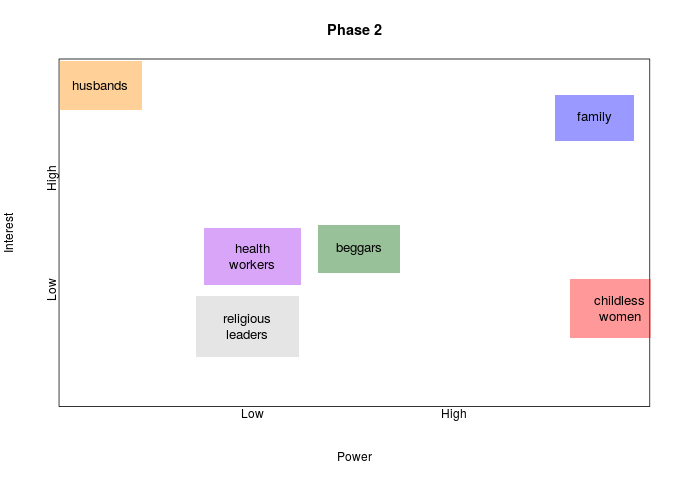 Phase 2
husbands
family
High
Interest
health
workers
beggars
Low
religious
leaders
childless
women
Low
High
Power